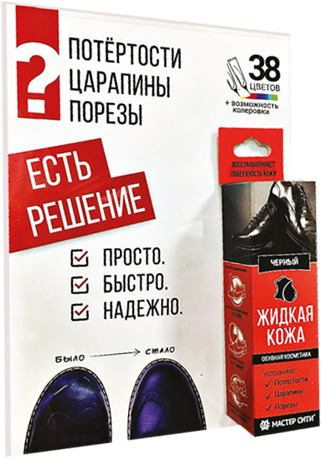 ?
ПОТЁРТОСТИ
ЦАРАПИНЫ
ПОРЕЗЫ
38
ЦВЕТОВ
+ ВОЗМОЖНОСТЬ
КОЛЕРОВКИ
ЕСТЬ
РЕШЕНИЕ
ПРОСТО.
БЫСТРО.
НАДЕЖНО.
БЫЛО → СТАЛО
ВОССТАНАВЛИВАЕТ
ПОВЕРХНОСТЬ КОЖИ
ЧЕРНЫЙ
ЖИДКАЯ
КОЖА
ОБУВНАЯ КОСМЕТИКА
Устраняет:
Потёртости
Царапины
Порезы
МАСТЕР СИТИ